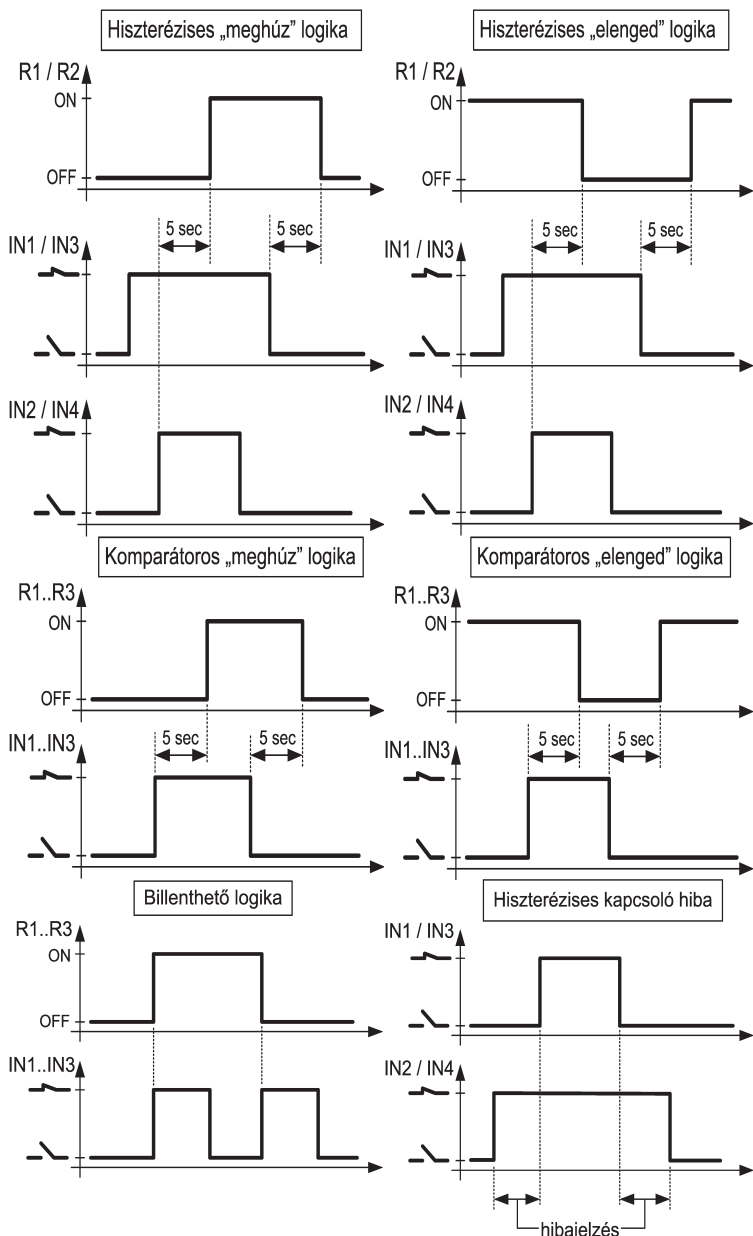 Hiszterézises „meghúz” logika
R1 / R2
ON
OFF
5 sec
5 sec
IN1 / IN3
IN2 / IN4
Hiszterézises „elenged” logika
R1 / R2
ON
OFF
5 sec
5 sec
IN1 / IN3
IN2 / IN4
Komparátoros „meghúz” logika
R1..R3
ON
OFF
5 sec
5 sec
IN1..IN3
Komparátoros „elenged” logika
R1..R3
ON
OFF
5 sec
5 sec
IN1..IN3
Billenthető logika
R1..R3
ON
OFF
IN1..IN3
Hiszterézises kapcsoló hiba
IN1 / IN3
IN2 / IN4
hibajelzés